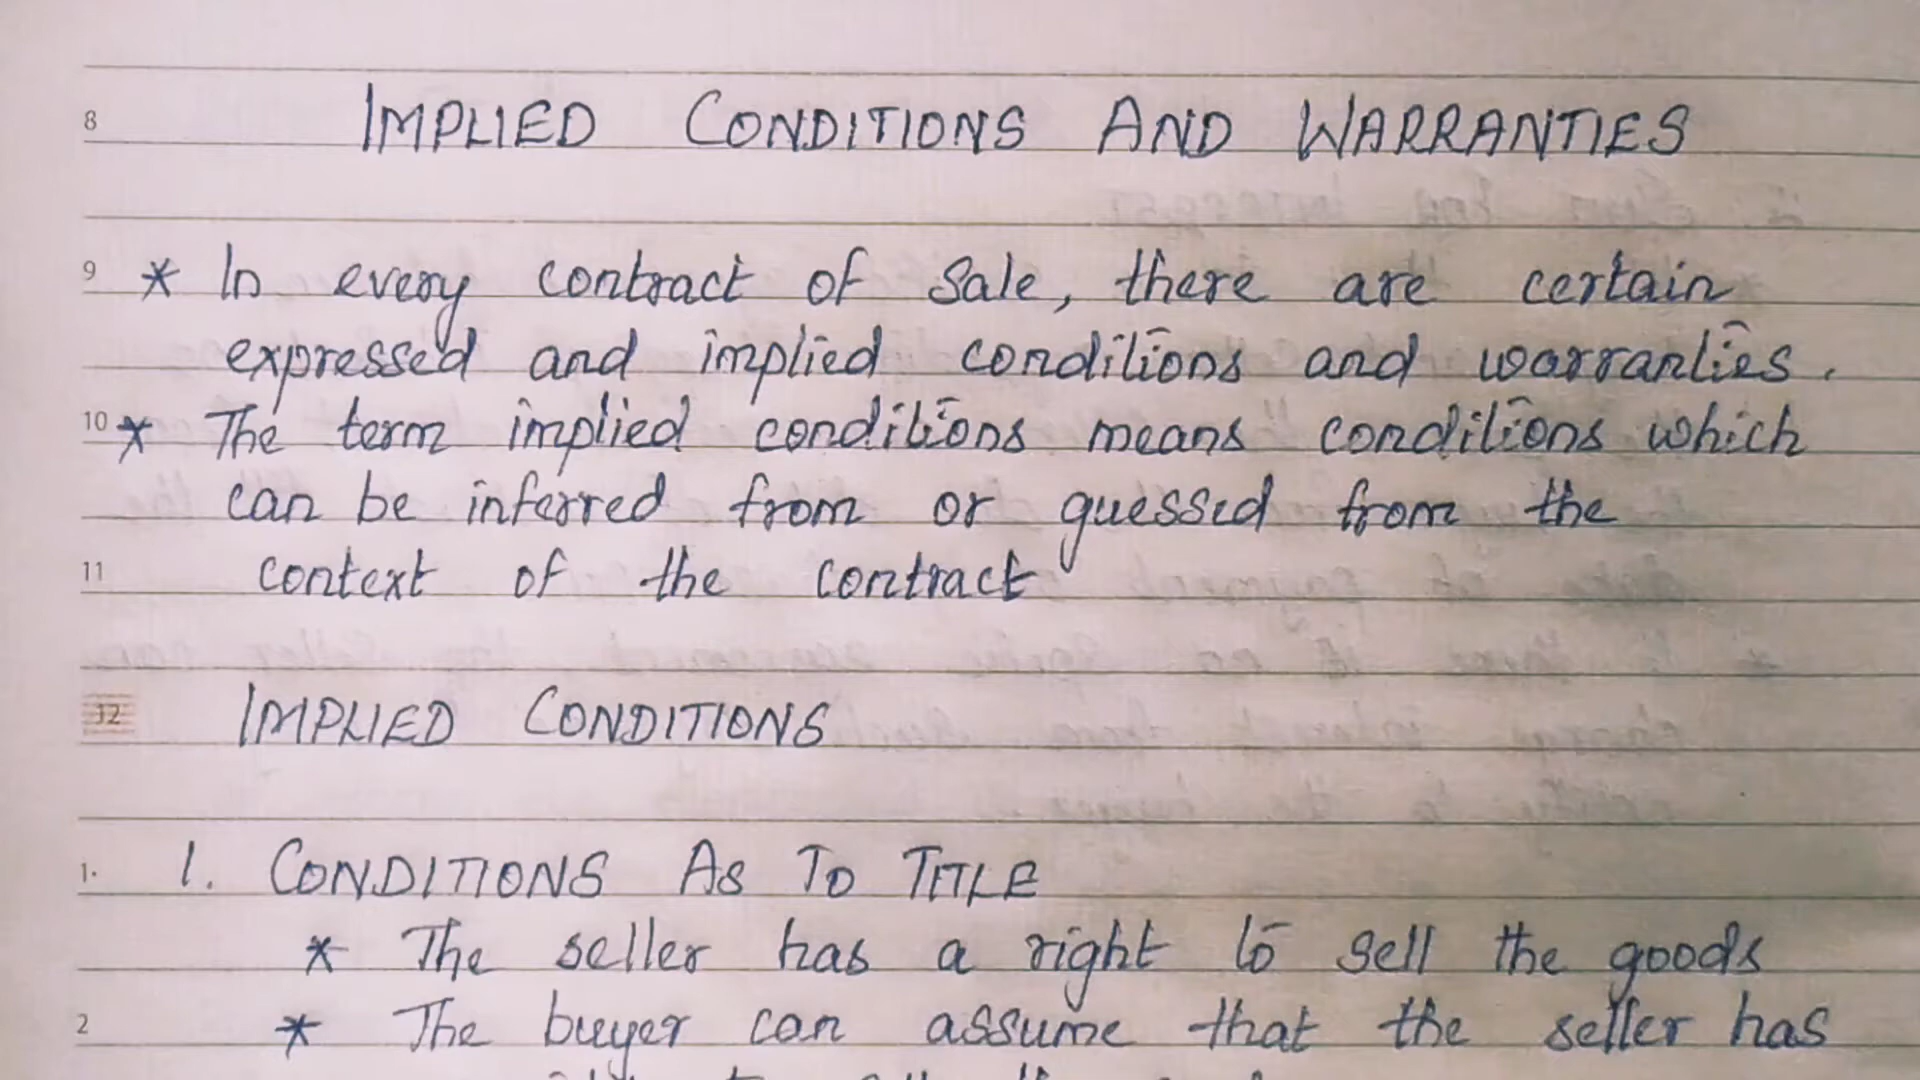 8 IMPLIED CONDITIONS AND WARRANTIES
9 * In every contract of Sale, there are certain
expressed and implied conditions and warranties.
10 * The term implied conditions means conditions which
can be inferred from or guessed from the
11 context of the contract
12 IMPLIED CONDITIONS
1. 1. CONDITIONS AS TO TITLE
* The seller has a right to sell the goods
2 * The buyer can assume that the seller has